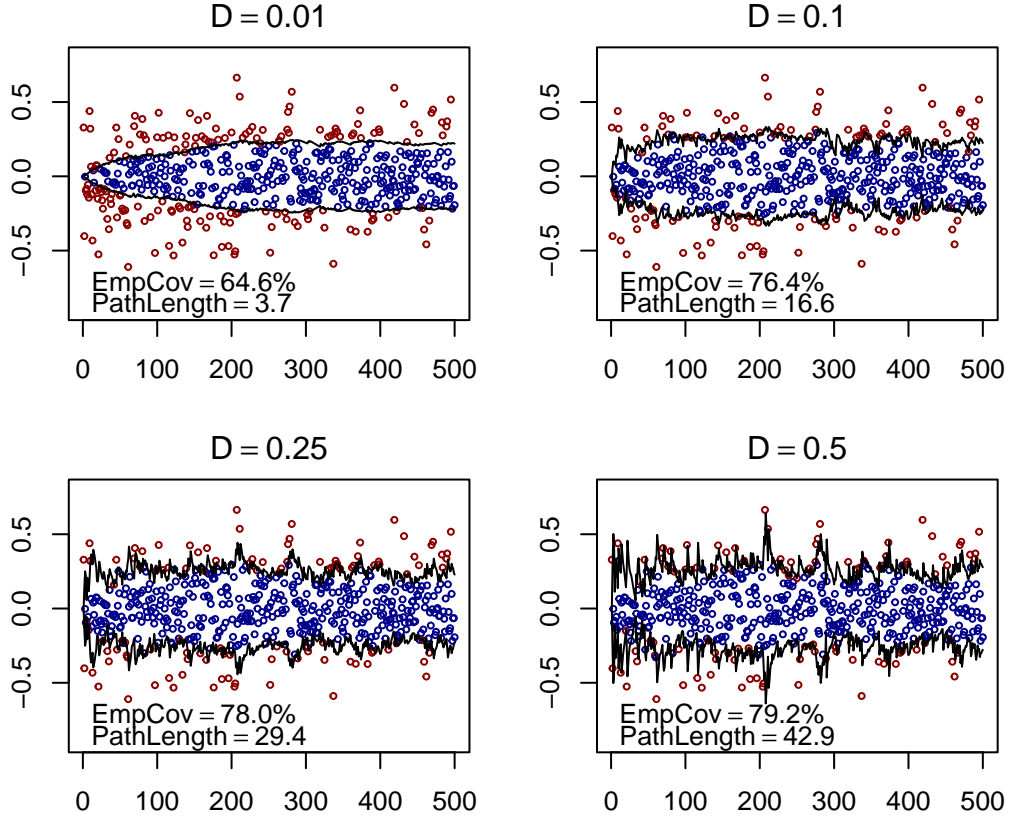 D = 0.01
0.5
0.0
−0.5
EmpCov = 64.6%
PathLength = 3.7
0 100 200 300 400 500
D = 0.1
0.5
0.0
−0.5
EmpCov = 76.4%
PathLength = 16.6
0 100 200 300 400 500
D = 0.25
0.5
0.0
−0.5
EmpCov = 78.0%
PathLength = 29.4
0 100 200 300 400 500
D = 0.5
0.5
0.0
−0.5
EmpCov = 79.2%
PathLength = 42.9
0 100 200 300 400 500